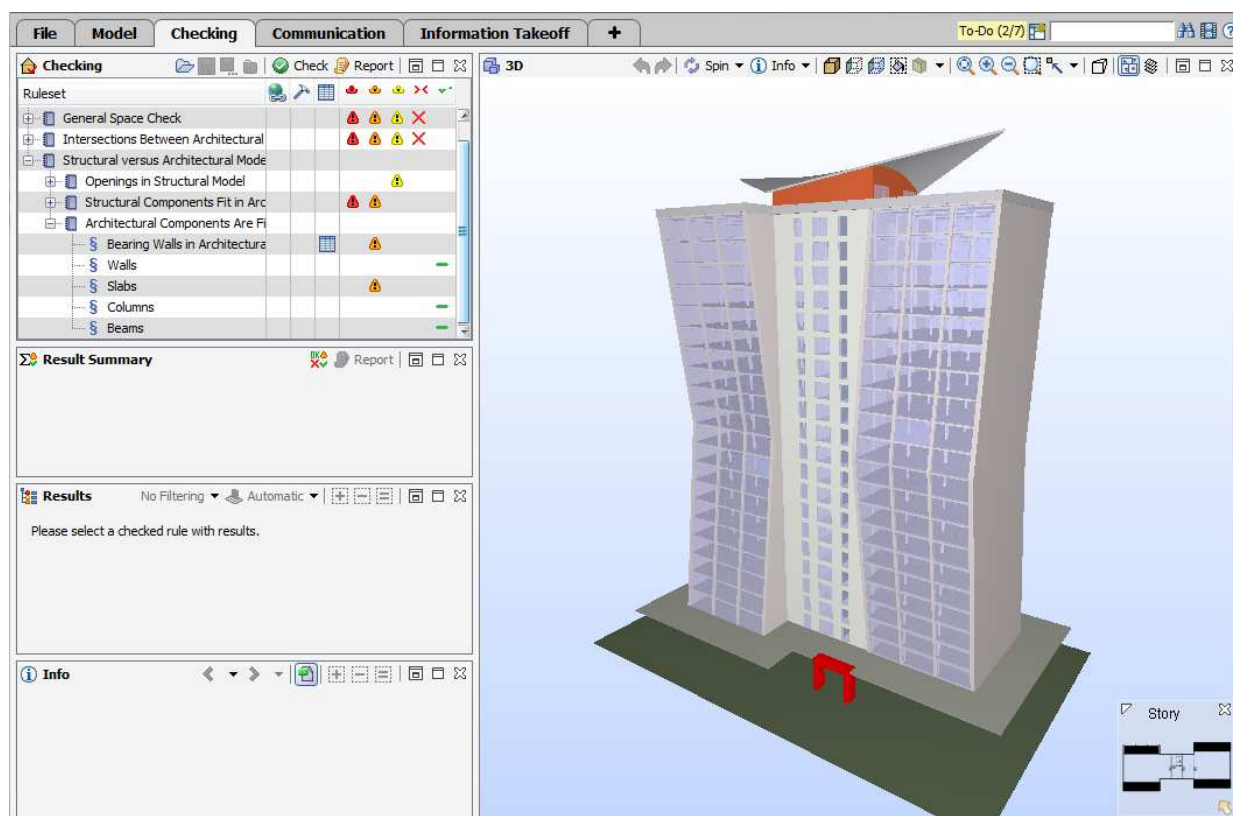 File Model Checking Communication Information Takeoff + To-Do (2/7)
Checking Check Report
Ruleset
General Space Check
Intersections Between Architectural
Structural versus Architectural Mode
Openings in Structural Model
Structural Components Fit in Arc
Architectural Components Are Fi
§ Bearing Walls in Architectura
§ Walls
§ Slabs
§ Columns
§ Beams
Result Summary Report
Results No Filtering Automatic
Please select a checked rule with results.
Info
3D Spin Info
Story